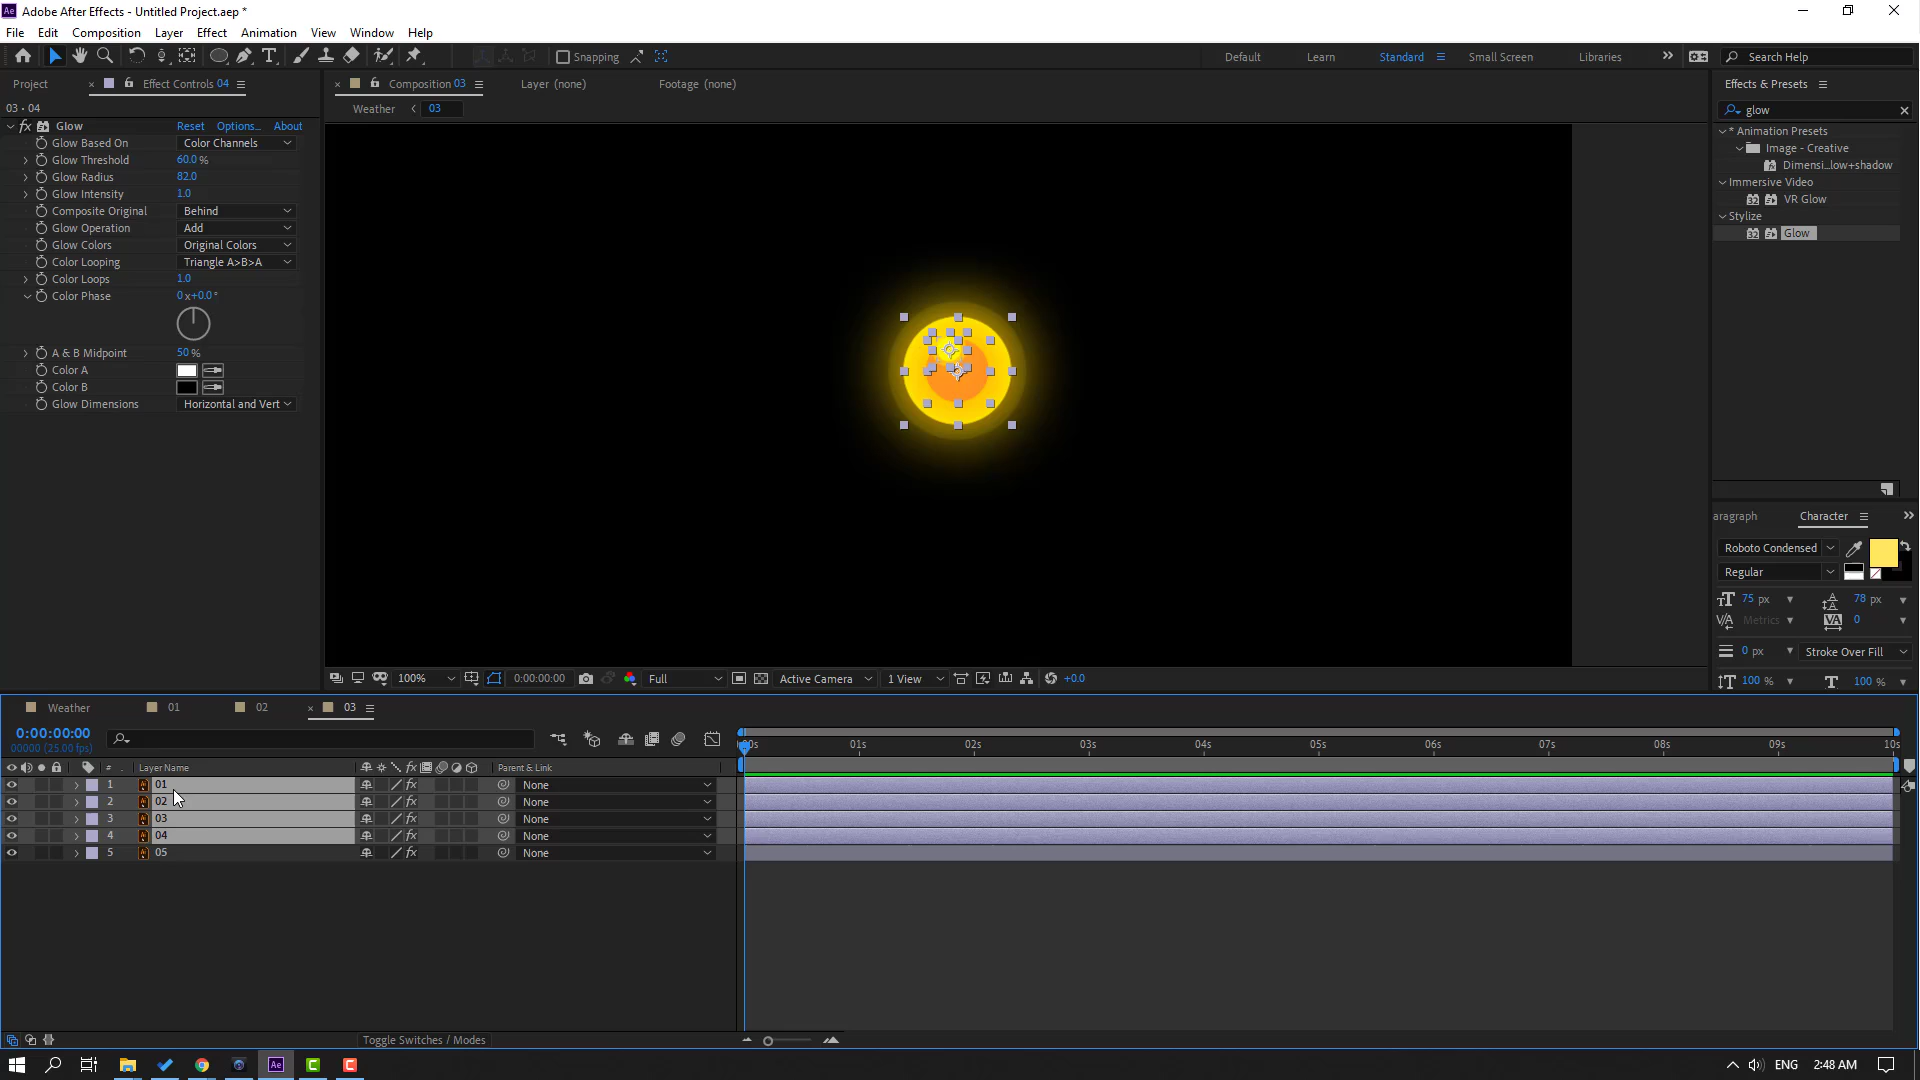 Adobe After Effects - Untitled Project.aep *
File Edit Composition Layer Effect Animation View Window Help
Snapping Default Learn Standard Small Screen Libraries Search Help
Project Effect Controls 04 Composition 03 Layer (none) Footage (none) Effects & Presets
03 • 04 Weather 03 glow
Glow Reset Options... About
Glow Based On Color Channels
Glow Threshold 60.0 %
Glow Radius 82.0
Glow Intensity 1.0
Composite Original Behind
Glow Operation Add
Glow Colors Original Colors
Color Looping Triangle A>B>A
Color Loops 1.0
Color Phase 0 x+0.0 °
A & B Midpoint 50 %
Color A
Color B
Glow Dimensions Horizontal and Vert
* Animation Presets
Image - Creative
Dimensi...low+shadow
Immersive Video
VR Glow
Stylize
Glow
aragraph Character
Roboto Condensed
Regular
75 px 78 px
Metrics 0
0 px Stroke Over Fill
100 % 100 %
100% 0:00:00:00 Full Active Camera 1 View +0.0
Weather 01 02 03
0:00:00:00
00000 (25.00 fps)
00s 01s 02s 03s 04s 05s 06s 07s 08s 09s 10s
# Layer Name Parent & Link
1 01 None
2 02 None
3 03 None
4 04 None
5 05 None
Toggle Switches / Modes
ENG 2:48 AM